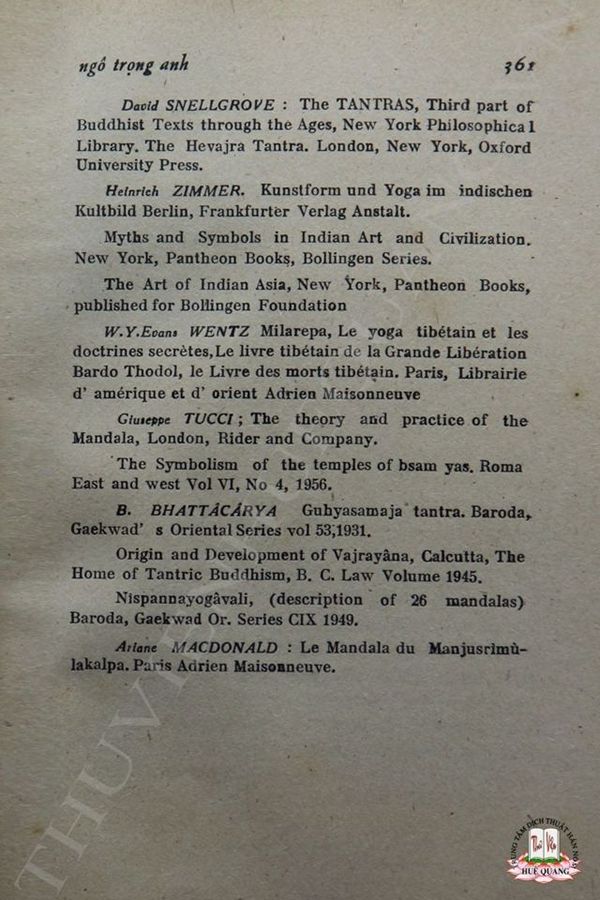 ngô trọng anh 361
David SNELLGROVE : The TANTRAS, Third part of
Buddhist Texts through the Ages, New York Philosophical
Library. The Hevajra Tantra. London, New York, Oxford
University Press.
Heinrich ZIMMER. Kunstform und Yoga im indischen
Kultbild Berlin, Frankfurter Verlag Anstalt.
Myths and Symbols in Indian Art and Civilization.
New York, Pantheon Books, Bollingen Series.
The Art of Indian Asia, New York, Pantheon Books,
published for Bollingen Foundation
W.Y.Evans WENTZ Milarepa, Le yoga tibétain et les
doctrines secrètes, Le livre tibétain de la Grande Libération
Bardo Thodol, le Livre des morts tibétain. Paris, Librairie
d' amérique et d' orient Adrien Maisonneuve
Giuseppe TUCCI ; The theory and practice of the
Mandala, London, Rider and Company.
The Symbolism of the temples of bsam yas. Roma
East and west Vol VI, No 4, 1956.
B. BHATTÂCÂRYA Guhyasamaja tantra. Baroda,
Gaekwad' s Oriental Series vol 53,1931.
Origin and Development of Vajrayâna, Calcutta, The
Home of Tantric Buddhism, B. C. Law Volume 1945.
Nispannayogâvali, (description of 26 mandalas)
Baroda, Gaekwad Or. Series CIX 1949.
Ariane MACDONALD : Le Mandala du Manjusrimù-
lakalpa. Paris Adrien Maisonneuve.
THUVI
TRUNG TÂM DỊCH THUẬT HÁN NÔM
HUỆ QUANG